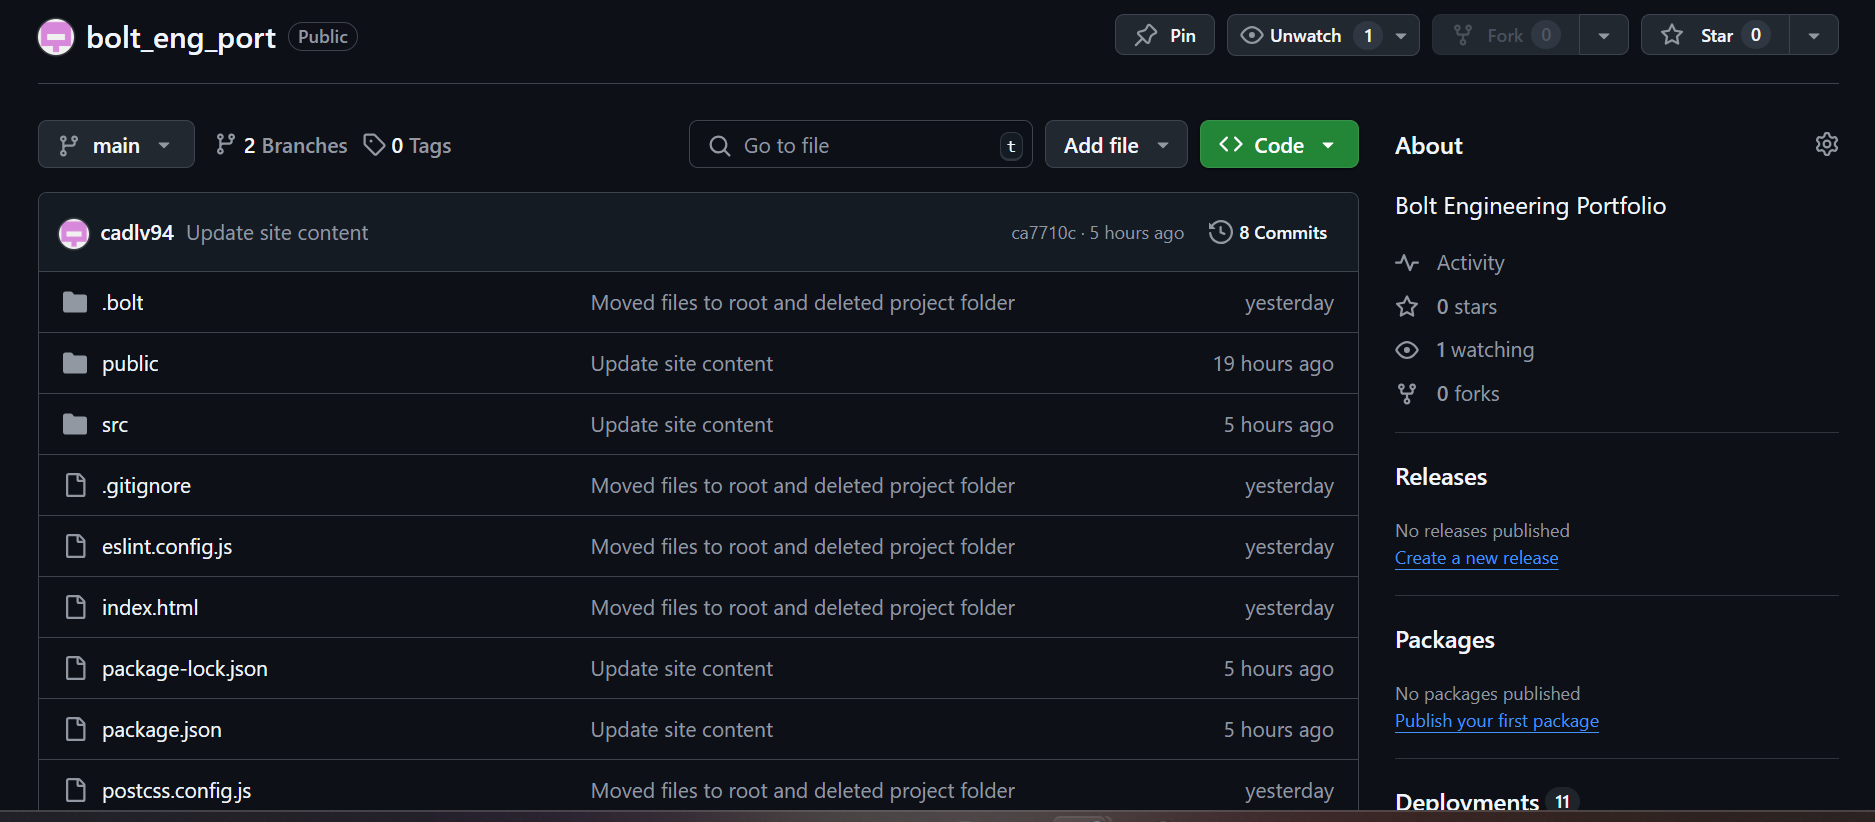 bolt_eng_port Public Pin Unwatch 1 Fork 0 Star 0
main 2 Branches 0 Tags Go to file t Add file Code
cadlv94 Update site content ca7710c · 5 hours ago 8 Commits
.bolt Moved files to root and deleted project folder yesterday
public Update site content 19 hours ago
src Update site content 5 hours ago
.gitignore Moved files to root and deleted project folder yesterday
eslint.config.js Moved files to root and deleted project folder yesterday
index.html Moved files to root and deleted project folder yesterday
package-lock.json Update site content 5 hours ago
package.json Update site content 5 hours ago
postcss.config.js Moved files to root and deleted project folder yesterday
About
Bolt Engineering Portfolio
Activity
0 stars
1 watching
0 forks
Releases
No releases published
Create a new release
Packages
No packages published
Publish your first package
Deployments 11